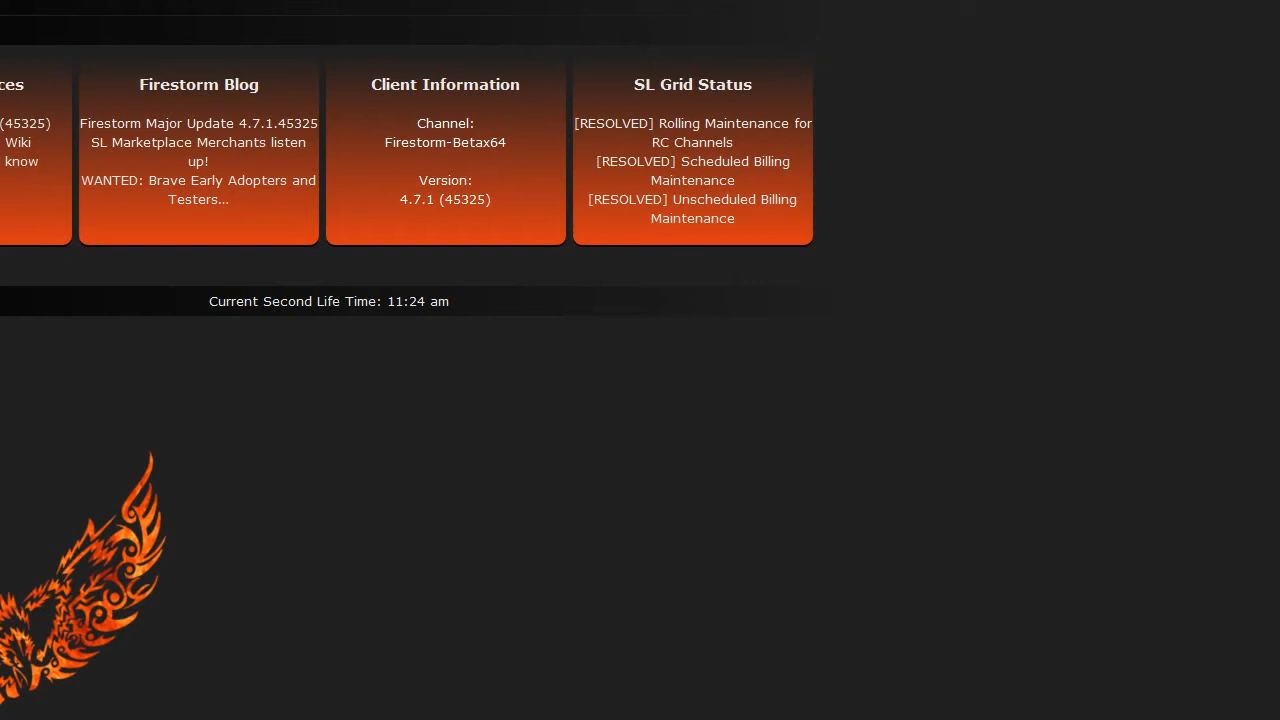 ces
(45325)
Wiki
know
Firestorm Blog
Firestorm Major Update 4.7.1.45325
SL Marketplace Merchants listen
up!
WANTED: Brave Early Adopters and
Testers...
Client Information
Channel:
Firestorm-Betax64
Version:
4.7.1 (45325)
SL Grid Status
[RESOLVED] Rolling Maintenance for
RC Channels
[RESOLVED] Scheduled Billing
Maintenance
[RESOLVED] Unscheduled Billing
Maintenance
Current Second Life Time: 11:24 am